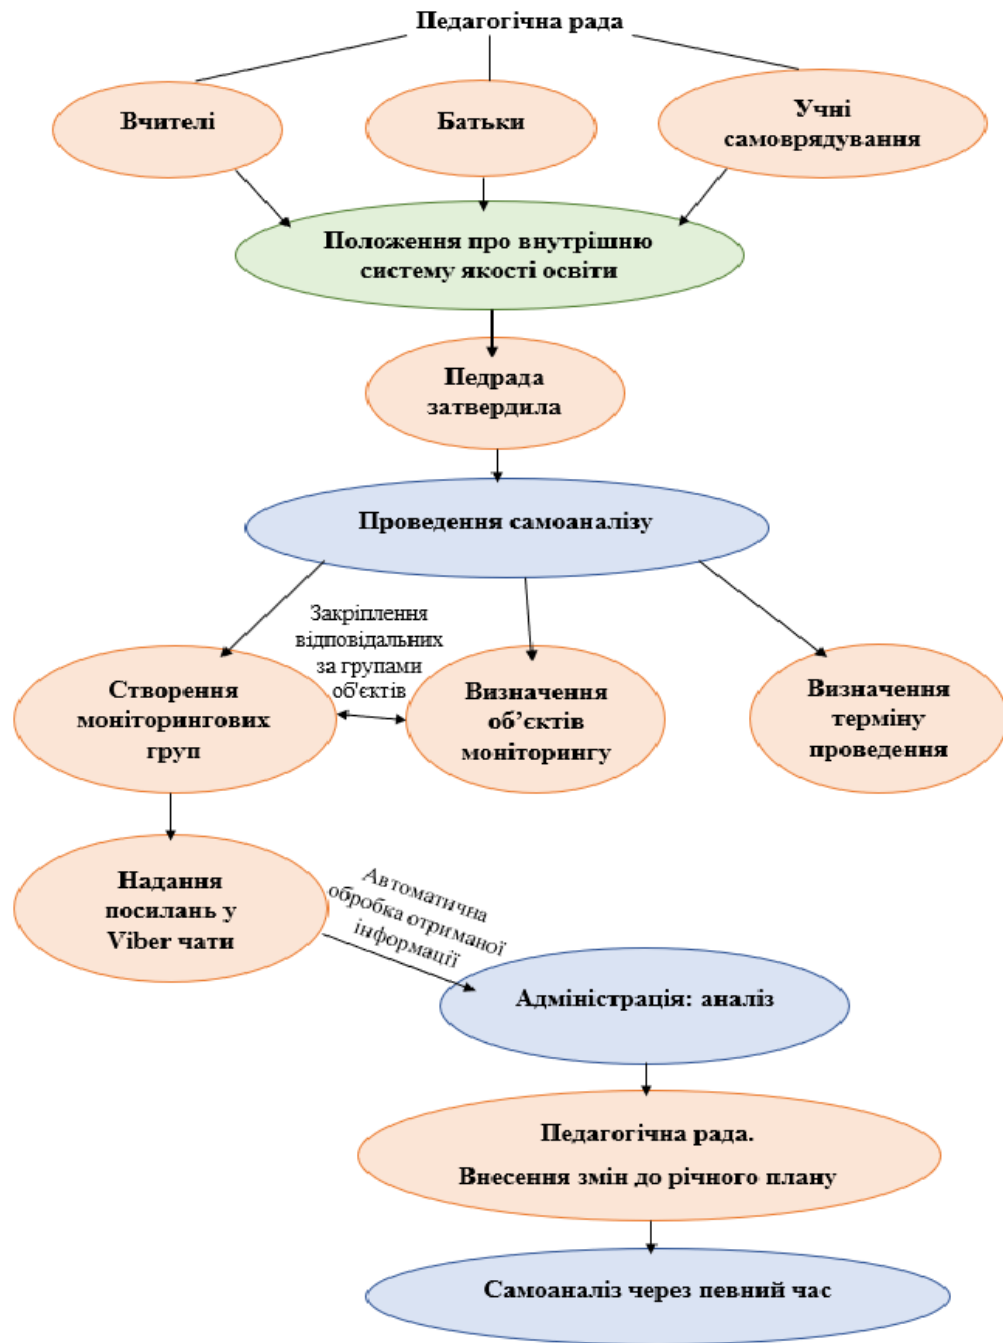 Педагогічна рада
Вчителі
Батьки
Учні
самоврядування
Положення про внутрішню
систему якості освіти
Педрада
затвердила
Проведення самоаналізу
Закріплення
відповідальних
за групами
об'єктів
Створення
моніторингових
груп
Визначення
об’єктів
моніторингу
Визначення
терміну
проведення
Надання
посилань у
Viber чати
Автоматична
обробка отриманої
інформації
Адміністрація: аналіз
Педагогічна рада.
Внесення змін до річного плану
Самоаналіз через певний час